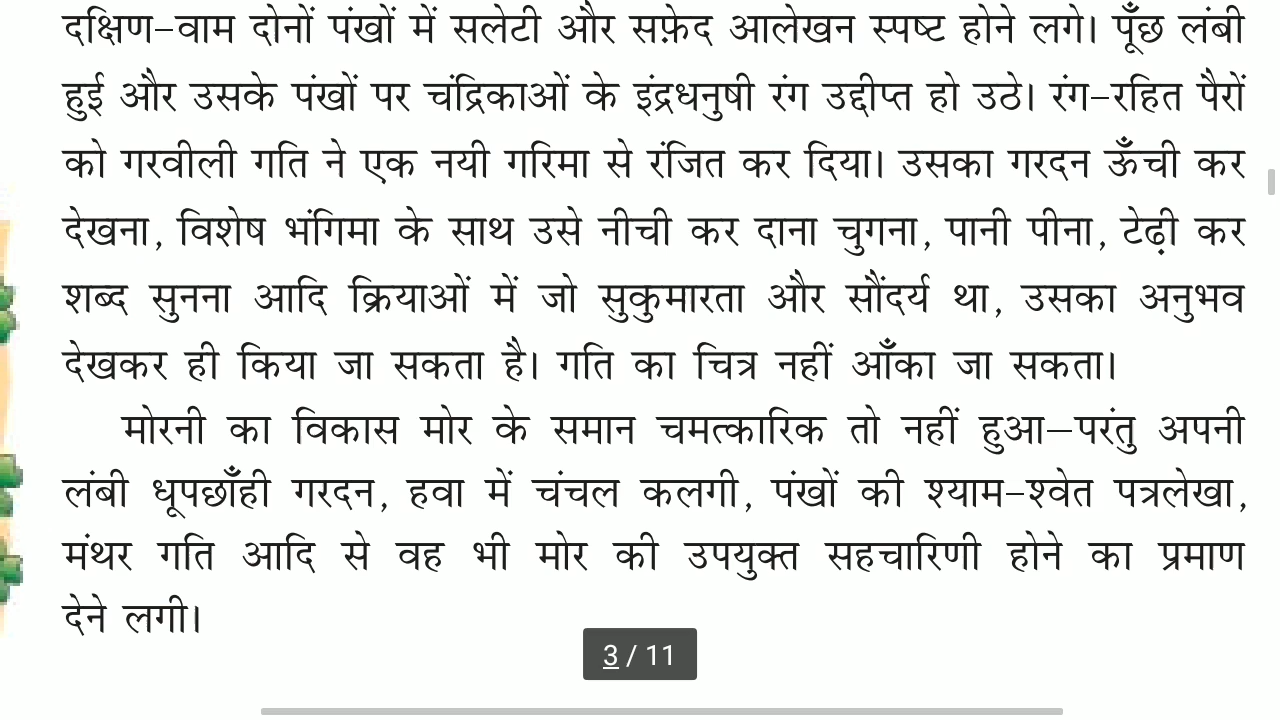 दक्षिण-वाम दोनों पंखों में सलेटी और सफ़ेद आलेखन स्पष्ट होने लगे। पूँछ लंबी
हुई और उसके पंखों पर चंद्रिकाओं के इंद्रधनुषी रंग उद्दीप्त हो उठे। रंग-रहित पैरों
को गरवीली गति ने एक नयी गरिमा से रंजित कर दिया। उसका गरदन ऊँची कर
देखना, विशेष भंगिमा के साथ उसे नीची कर दाना चुगना, पानी पीना, टेढ़ी कर
शब्द सुनना आदि क्रियाओं में जो सुकुमारता और सौंदर्य था, उसका अनुभव
देखकर ही किया जा सकता है। गति का चित्र नहीं आँका जा सकता।
मोरनी का विकास मोर के समान चमत्कारिक तो नहीं हुआ—परंतु अपनी
लंबी धूपछाँही गरदन, हवा में चंचल कलगी, पंखों की श्याम-श्वेत पत्रलेखा,
मंथर गति आदि से वह भी मोर की उपयुक्त सहचारिणी होने का प्रमाण
देने लगी।
3 / 11